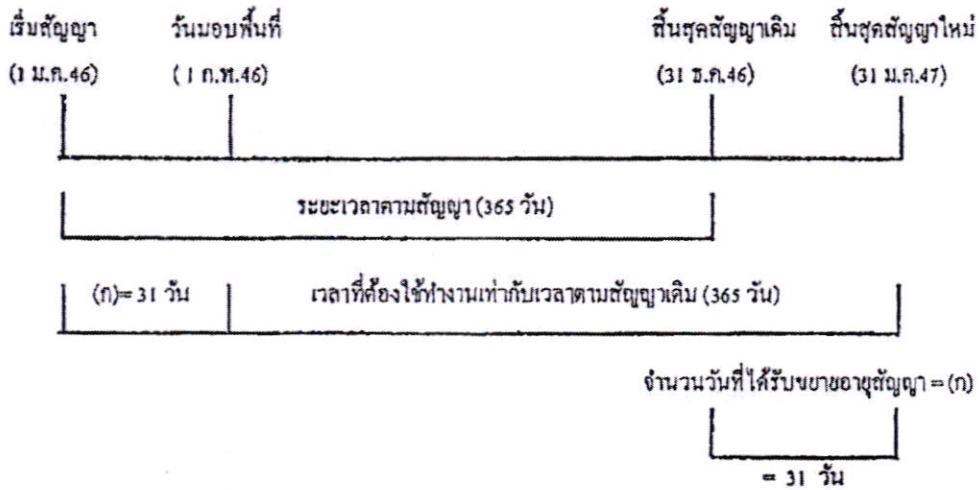 เริ่มสัญญา วันมอบพื้นที่ สิ้นสุดสัญญาเดิม สิ้นสุดสัญญาใหม่
(1 ม.ค.46) (1 ก.พ.46) (31 ธ.ค.46) (31 ม.ค.47)
ระยะเวลาตามสัญญา (365 วัน)
(ก)= 31 วัน เวลาที่ต้องใช้ทำงานเท่ากับเวลาตามสัญญาเดิม (365 วัน)
จำนวนวันที่ได้รับขยายอายุสัญญา = (ก)
= 31 วัน